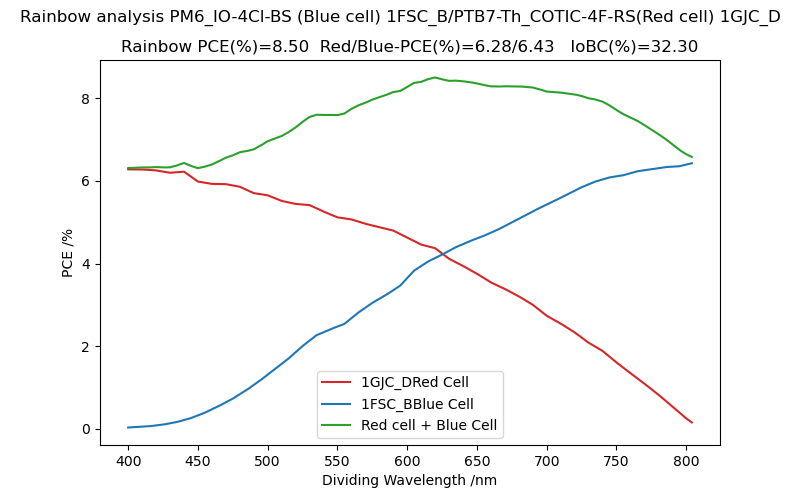 Rainbow analysis PM6_IO-4Cl-BS (Blue cell) 1FSC_B/PTB7-Th_COTIC-4F-RS(Red cell) 1GJC_D
Rainbow PCE(%)=8.50  Red/Blue-PCE(%)=6.28/6.43   IoBC(%)=32.30
PCE /%
8
6
4
2
0
1GJC_DRed Cell
1FSC_BBlue Cell
Red cell + Blue Cell
400 450 500 550 600 650 700 750 800
Dividing Wavelength /nm